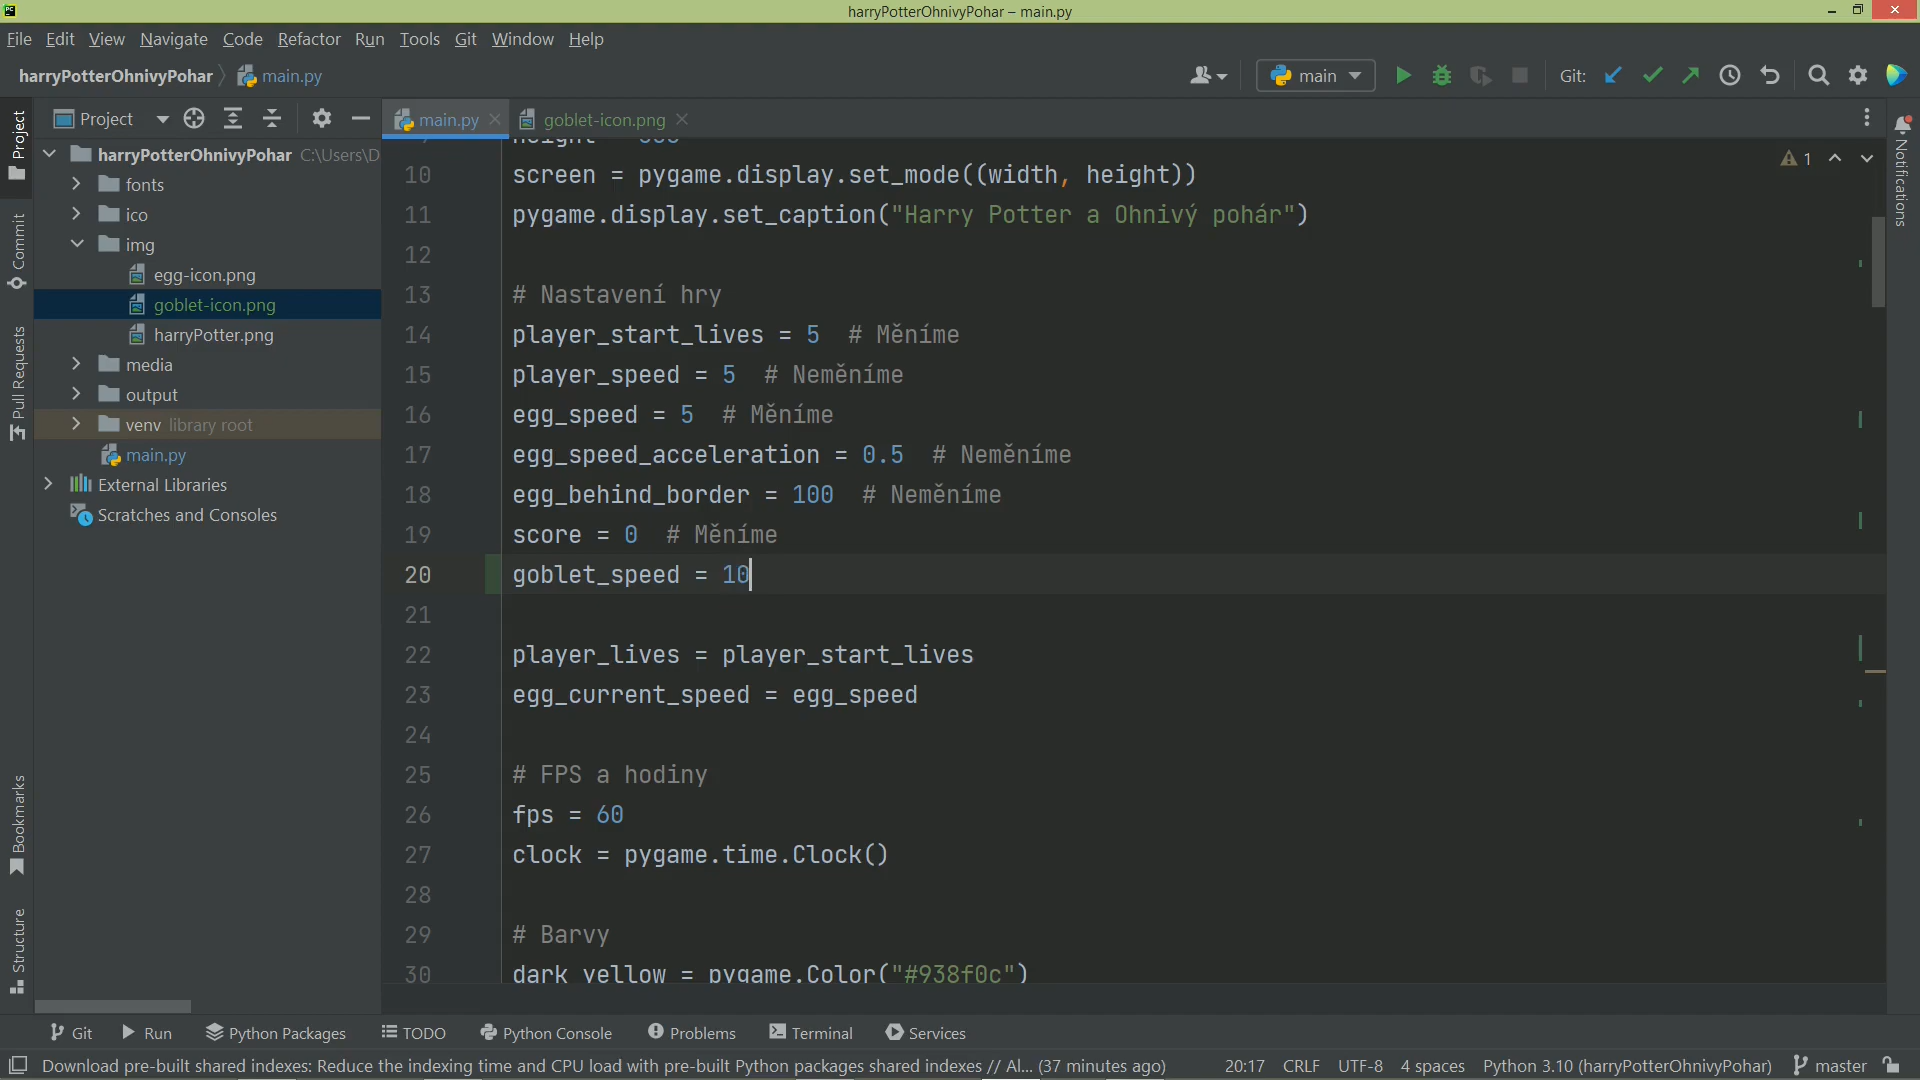 harryPotterOhnivyPohar – main.py
File Edit View Navigate Code Refactor Run Tools Git Window Help
harryPotterOhnivyPohar main.py
main
Git:
Project
main.py
goblet-icon.png
harryPotterOhnivyPohar C:\Users\D
fonts
ico
img
egg-icon.png
goblet-icon.png
harryPotter.png
media
output
venv library root
main.py
External Libraries
Scratches and Consoles
Project
Commit
Pull Requests
Bookmarks
Structure
10 screen = pygame.display.set_mode((width, height))
11 pygame.display.set_caption("Harry Potter a Ohnivý pohár")
12
13 # Nastavení hry
14 player_start_lives = 5 # Měníme
15 player_speed = 5 # Neměníme
16 egg_speed = 5 # Měníme
17 egg_speed_acceleration = 0.5 # Neměníme
18 egg_behind_border = 100 # Neměníme
19 score = 0 # Měníme
20 goblet_speed = 10
21
22 player_lives = player_start_lives
23 egg_current_speed = egg_speed
24
25 # FPS a hodiny
26 fps = 60
27 clock = pygame.time.Clock()
28
29 # Barvy
30 dark_yellow = pygame.Color("#938f0c")
1
Notifications
Git Run Python Packages TODO Python Console Problems Terminal Services
Download pre-built shared indexes: Reduce the indexing time and CPU load with pre-built Python packages shared indexes // Al... (37 minutes ago) 20:17 CRLF UTF-8 4 spaces Python 3.10 (harryPotterOhnivyPohar) master